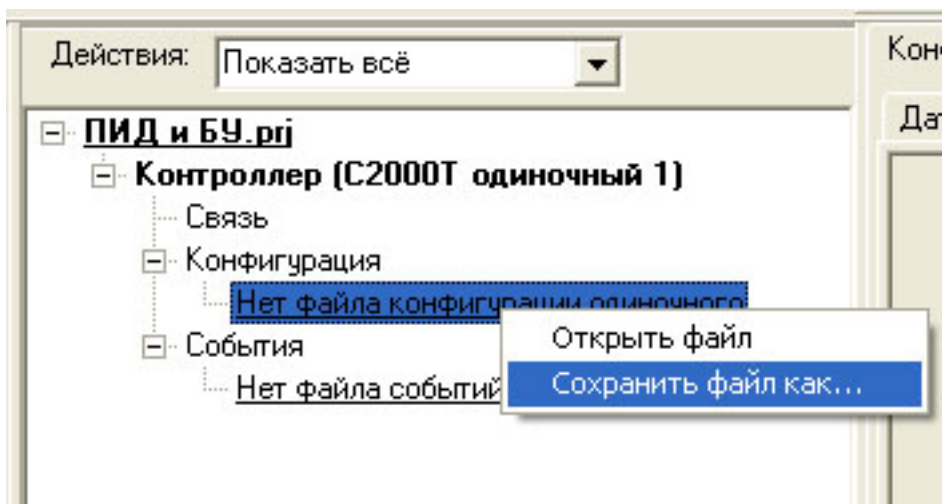 Действия: Показать всё
Кон
Да
ПИД и БУ.prj
Контроллер (С2000Т одиночный 1)
Связь
Конфигурация
Нет файла конфигурации одиночного
Открыть файл
События
Сохранить файл как...
Нет файла событий